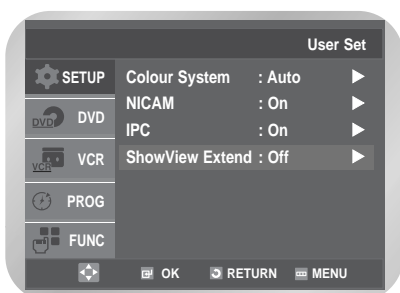 User Set
SETUP
DVD
DVD
VCR
VCR
PROG
FUNC
Colour System : Auto
NICAM : On
IPC : On
ShowView Extend : Off
OK RETURN MENU